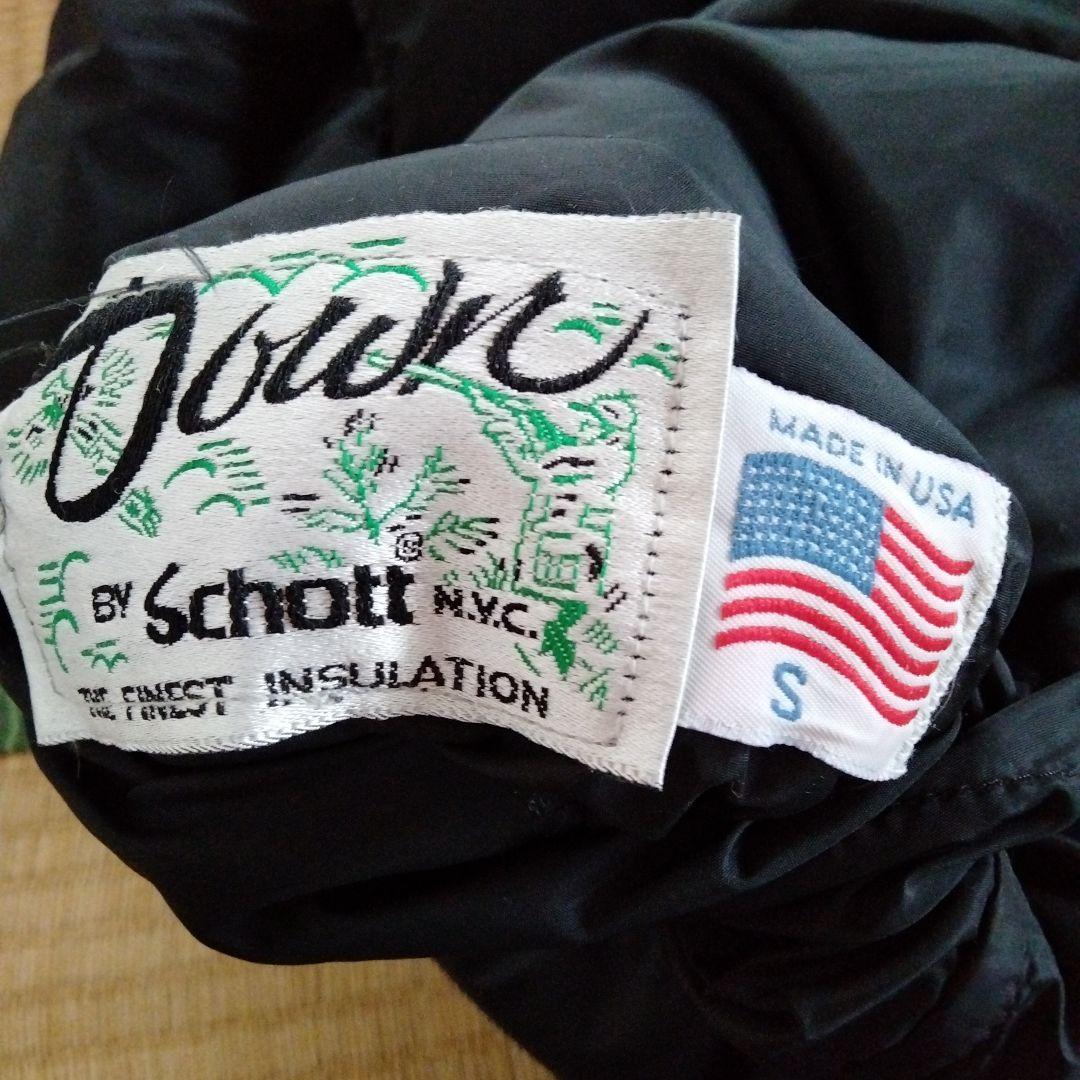 Down
BY Schott® N.Y.C.
THE FINEST INSULATION
MADE IN USA
S